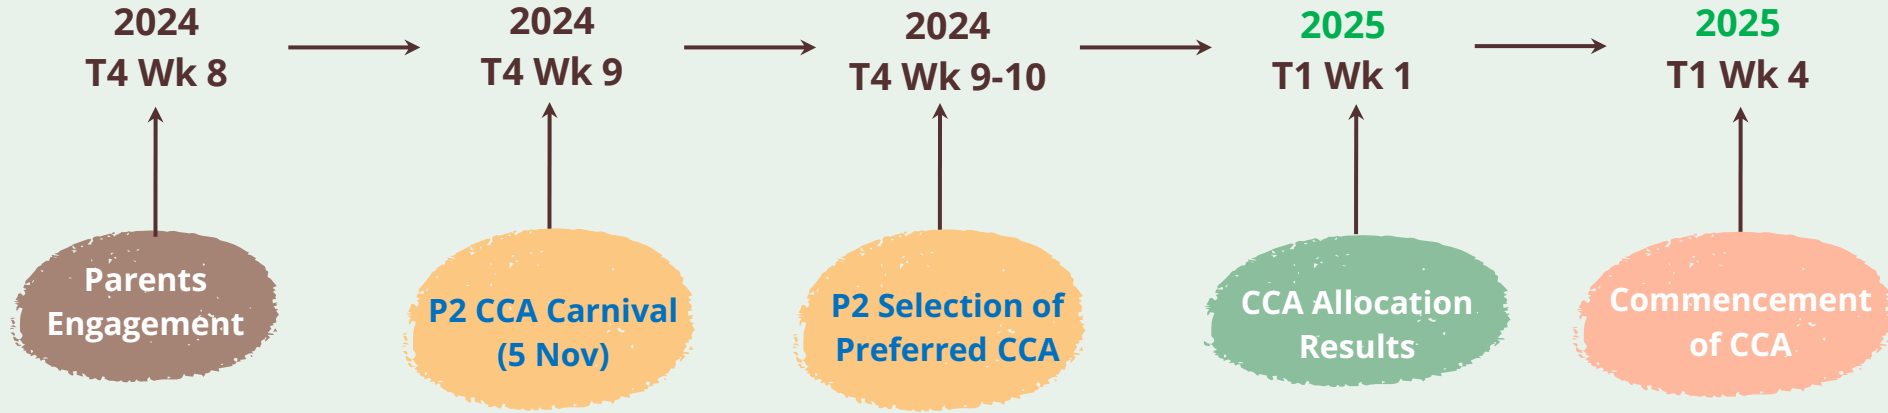 2024
T4 Wk 8
2024
T4 Wk 9
2024
T4 Wk 9-10
2025
T1 Wk 1
2025
T1 Wk 4
Parents
Engagement
P2 CCA Carnival
(5 Nov)
P2 Selection of
Preferred CCA
CCA Allocation
Results
Commencement
of CCA